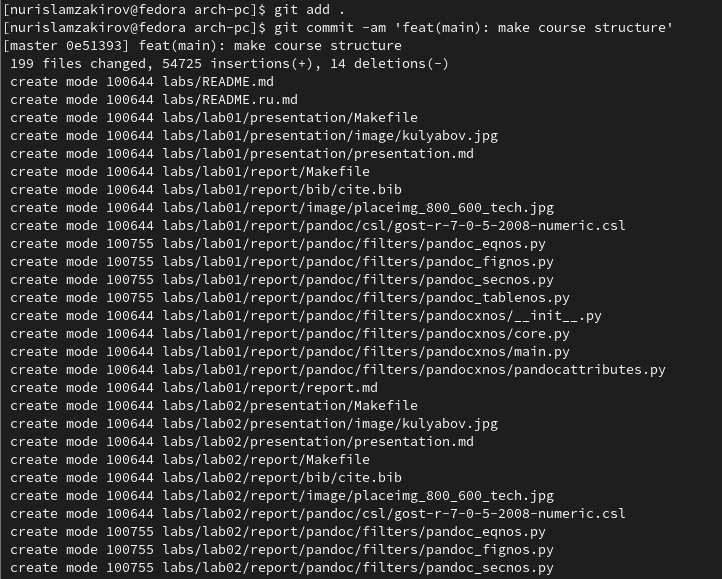 [nurislamzakirov@fedora arch-pc]$ git add .
[nurislamzakirov@fedora arch-pc]$ git commit -am 'feat(main): make course structure'
[master 0e51393] feat(main): make course structure
 199 files changed, 54725 insertions(+), 14 deletions(-)
 create mode 100644 labs/README.md
 create mode 100644 labs/README.ru.md
 create mode 100644 labs/lab01/presentation/Makefile
 create mode 100644 labs/lab01/presentation/image/kulyabov.jpg
 create mode 100644 labs/lab01/presentation/presentation.md
 create mode 100644 labs/lab01/report/Makefile
 create mode 100644 labs/lab01/report/bib/cite.bib
 create mode 100644 labs/lab01/report/image/placeimg_800_600_tech.jpg
 create mode 100644 labs/lab01/report/pandoc/csl/gost-r-7-0-5-2008-numeric.csl
 create mode 100755 labs/lab01/report/pandoc/filters/pandoc_eqnos.py
 create mode 100755 labs/lab01/report/pandoc/filters/pandoc_fignos.py
 create mode 100755 labs/lab01/report/pandoc/filters/pandoc_secnos.py
 create mode 100755 labs/lab01/report/pandoc/filters/pandoc_tablenos.py
 create mode 100644 labs/lab01/report/pandoc/filters/pandocxnos/__init__.py
 create mode 100644 labs/lab01/report/pandoc/filters/pandocxnos/core.py
 create mode 100644 labs/lab01/report/pandoc/filters/pandocxnos/main.py
 create mode 100644 labs/lab01/report/pandoc/filters/pandocxnos/pandocattributes.py
 create mode 100644 labs/lab01/report/report.md
 create mode 100644 labs/lab02/presentation/Makefile
 create mode 100644 labs/lab02/presentation/image/kulyabov.jpg
 create mode 100644 labs/lab02/presentation/presentation.md
 create mode 100644 labs/lab02/report/Makefile
 create mode 100644 labs/lab02/report/bib/cite.bib
 create mode 100644 labs/lab02/report/image/placeimg_800_600_tech.jpg
 create mode 100644 labs/lab02/report/pandoc/csl/gost-r-7-0-5-2008-numeric.csl
 create mode 100755 labs/lab02/report/pandoc/filters/pandoc_eqnos.py
 create mode 100755 labs/lab02/report/pandoc/filters/pandoc_fignos.py
 create mode 100755 labs/lab02/report/pandoc/filters/pandoc_secnos.py